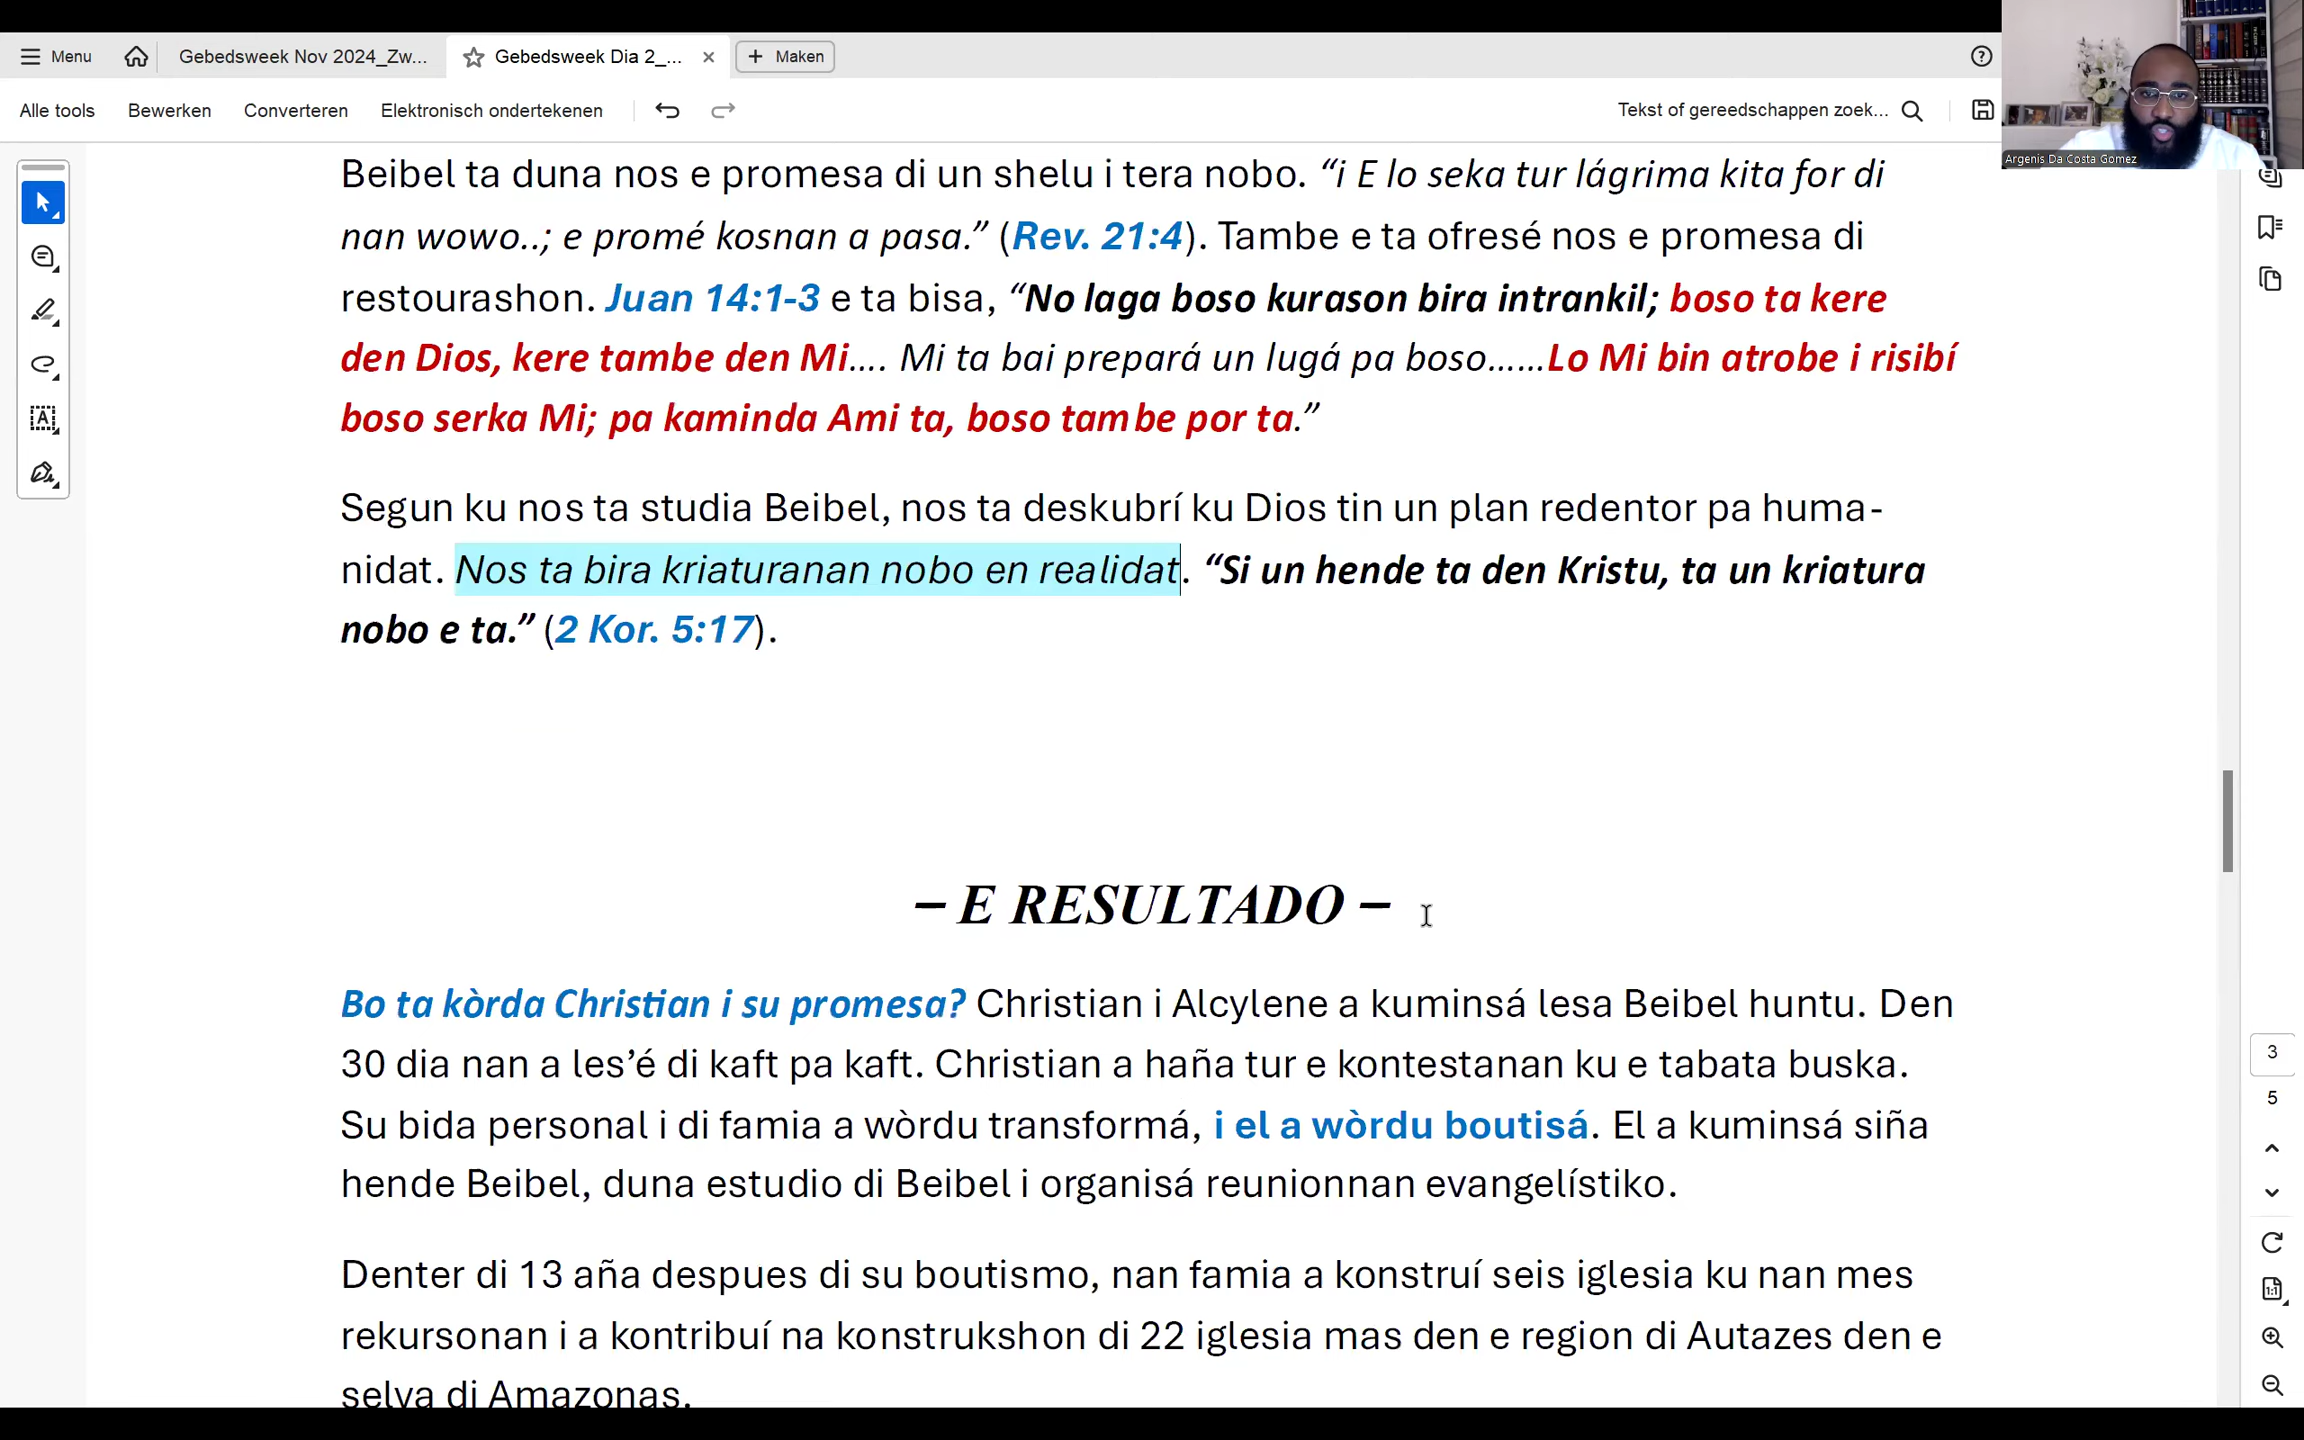 Menu
Gebedsweek Nov 2024_Zw...
Gebedsweek Dia 2_...
Maken
Alle tools
Bewerken
Converteren
Elektronisch ondertekenen
Tekst of gereedschappen zoek...
Argenis Da Costa Gomez
Beibel ta duna nos e promesa di un shelu i tera nobo. “i E lo seka tur lágrima kita for di
nan wowo..; e promé kosnan a pasa.” (Rev. 21:4). Tambe e ta ofresé nos e promesa di
restourashon. Juan 14:1-3 e ta bisa, “No laga boso kurason bira intrankil; boso ta kere
den Dios, kere tambe den Mi…. Mi ta bai prepará un lugá pa boso……Lo Mi bin atrobe i risibí
boso serka Mi; pa kaminda Ami ta, boso tambe por ta.”
Segun ku nos ta studia Beibel, nos ta deskubrí ku Dios tin un plan redentor pa huma-
nidat. Nos ta bira kriaturanan nobo en realidat. “Si un hende ta den Kristu, ta un kriatura
nobo e ta.” (2 Kor. 5:17).
– E RESULTADO –
Bo ta kòrda Christian i su promesa? Christian i Alcylene a kuminsá lesa Beibel huntu. Den
30 dia nan a les’é di kaft pa kaft. Christian a haña tur e kontestanan ku e tabata buska.
Su bida personal i di famia a wòrdu transformá, i el a wòrdu boutisá. El a kuminsá siña
hende Beibel, duna estudio di Beibel i organisá reunionnan evangelístiko.
Denter di 13 aña despues di su boutismo, nan famia a konstruí seis iglesia ku nan mes
rekursonan i a kontribuí na konstrukshon di 22 iglesia mas den e region di Autazes den e
selva di Amazonas.
3
5